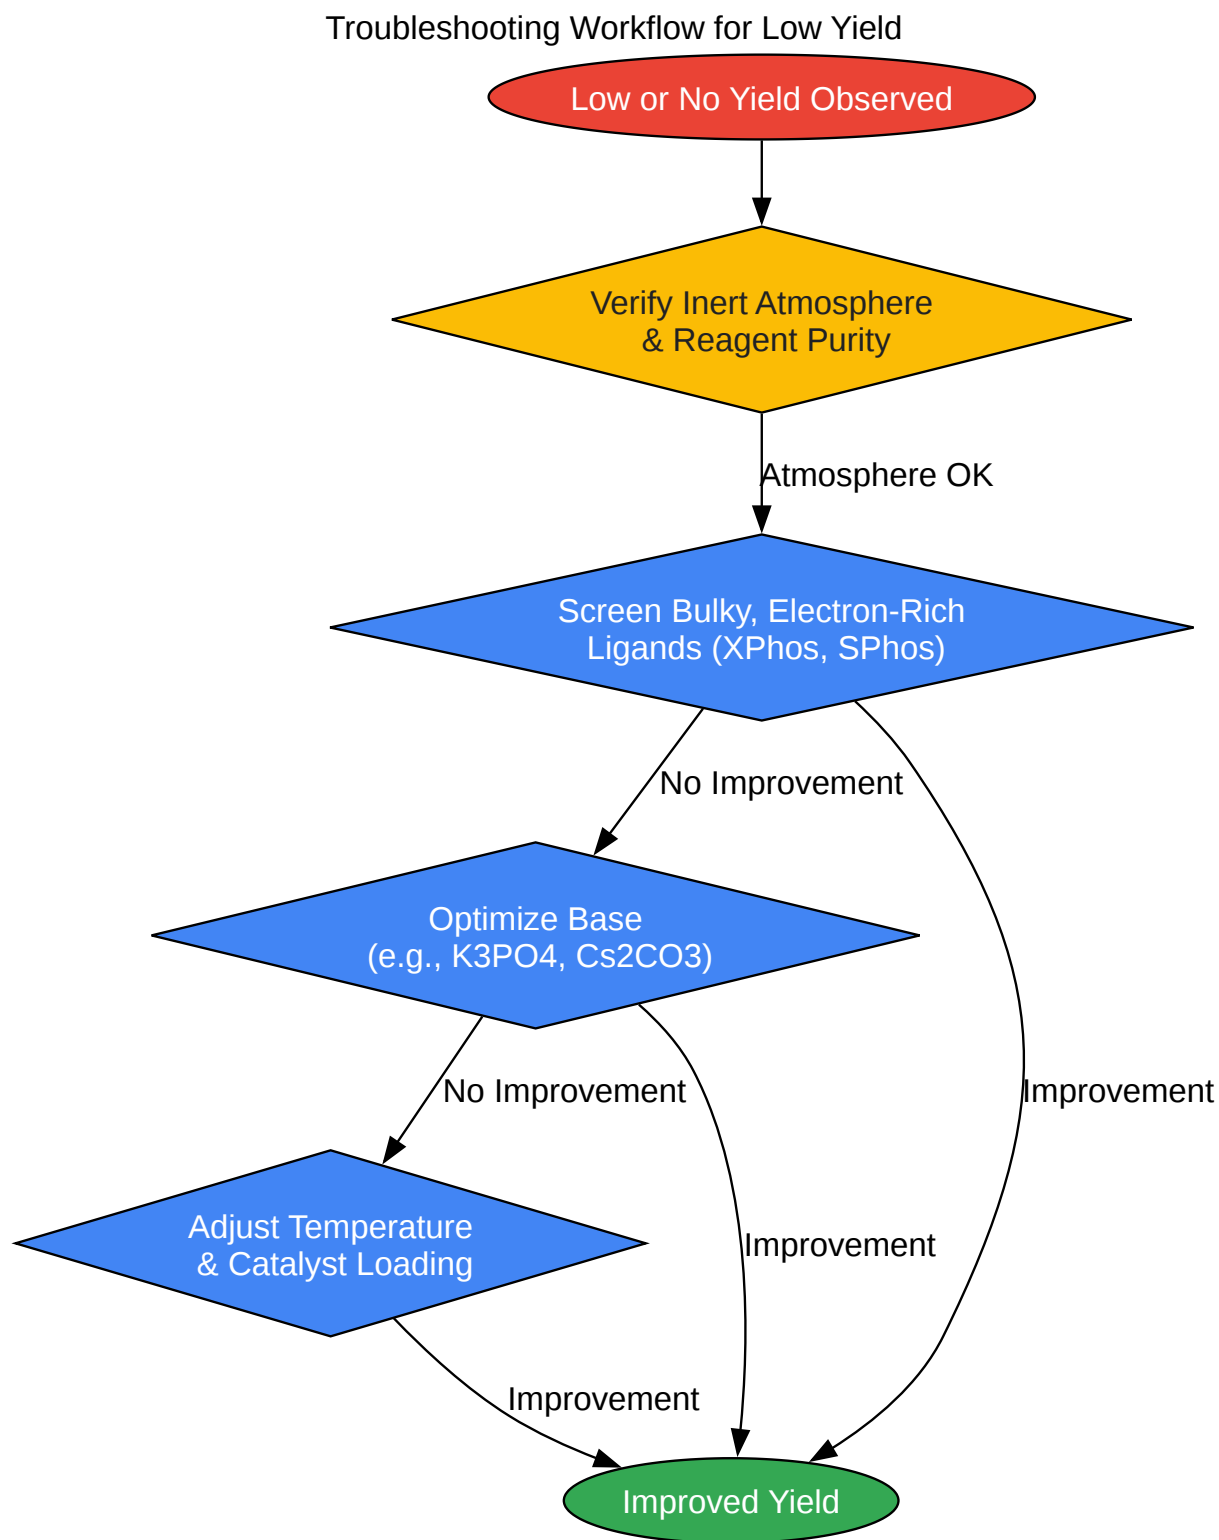 Troubleshooting Workflow for Low Yield
Low or No Yield Observed
Verify Inert Atmosphere
& Reagent Purity
Atmosphere OK
Screen Bulky, Electron-Rich
Ligands (XPhos, SPhos)
No Improvement
Optimize Base
(e.g., K3PO4, Cs2CO3)
No Improvement
Improvement
Adjust Temperature
& Catalyst Loading
Improvement
Improvement
Improved Yield